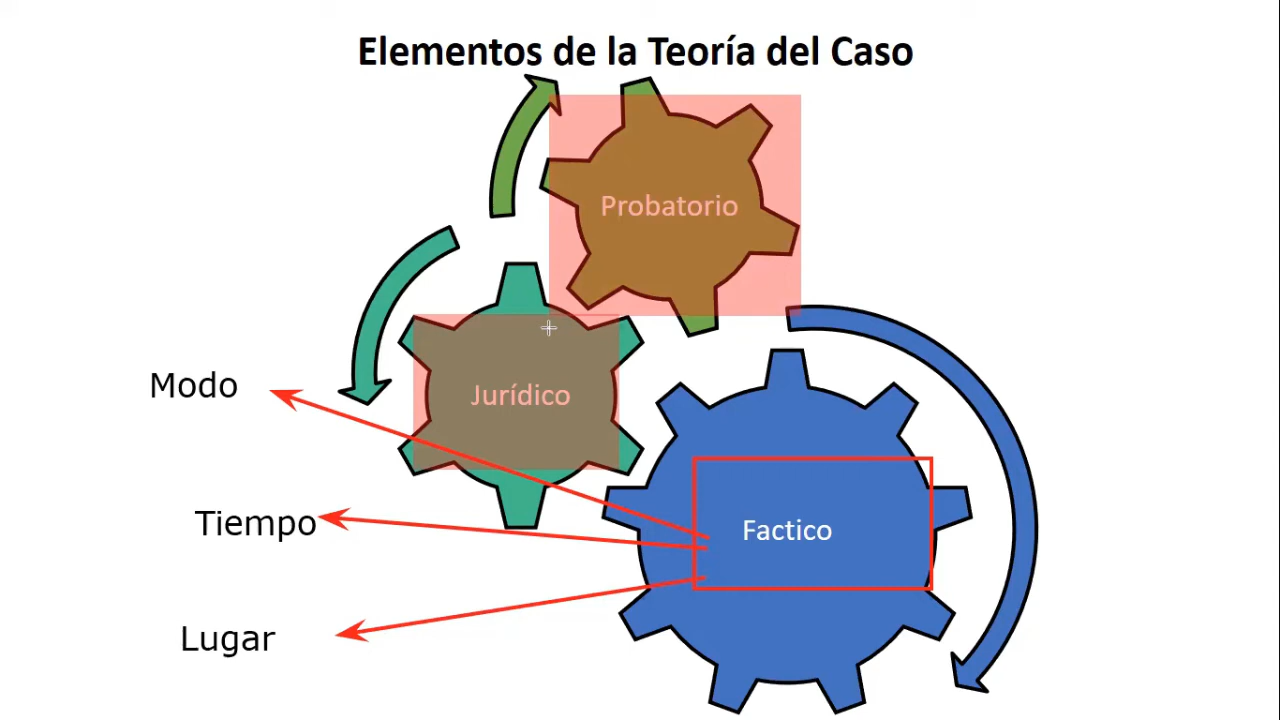 Elementos de la Teoría del Caso
Probatorio
Jurídico
Modo
Tiempo
Factico
Lugar